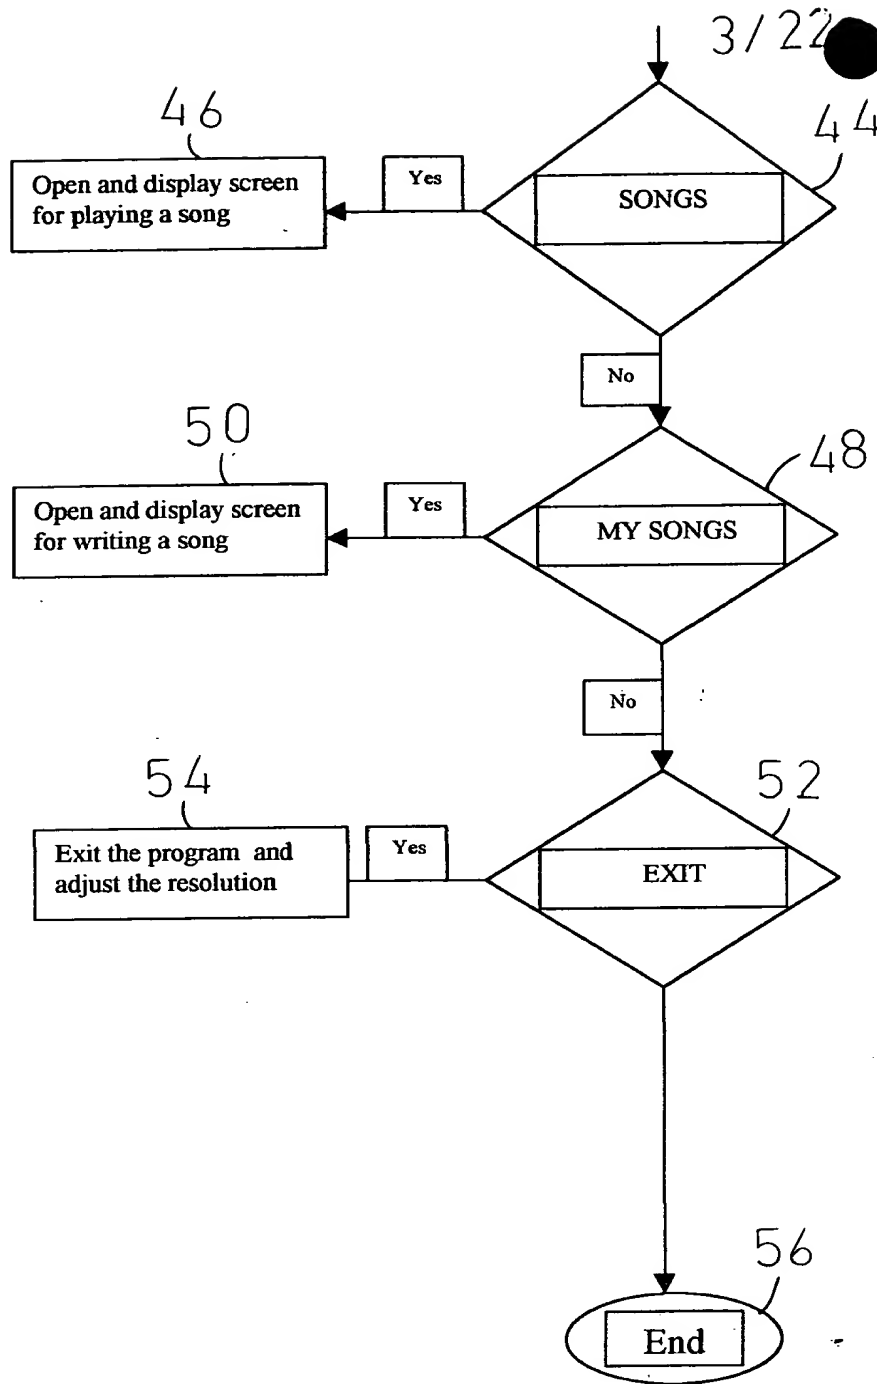 3/22
44
46
Yes
SONGS
Open and display screen
for playing a song
No
50
48
Yes
MY SONGS
Open and display screen
for writing a song
No
54
52
Yes
EXIT
Exit the program and
adjust the resolution
56
End